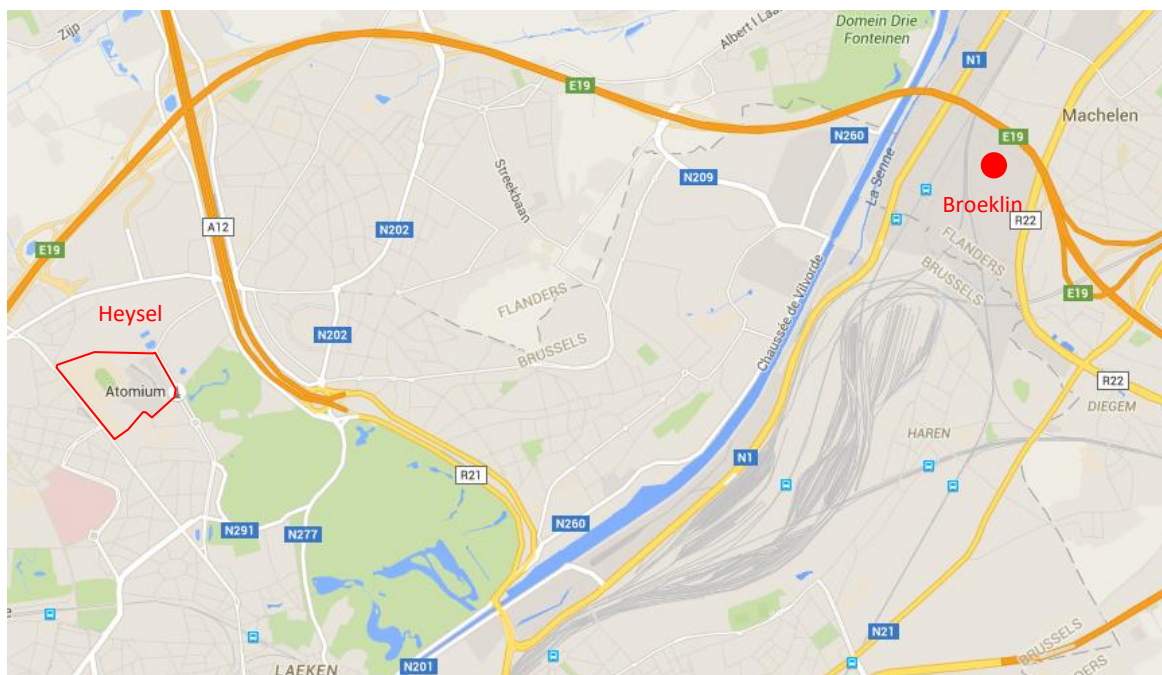 Zijp
Albert I Laa
Domein Drie
Fonteinen
N1
E19
Machelen
N260
E19
La Senne
Streekbaan
N209
Broeklin
A12
N202
R22
E19
FLANDERS
BRUSSELS
FLANDERS
BRUSSELS
E19
Heysel
N202
Chaussée de Vilvorde
Atomium
R22
DIEGEM
HAREN
N1
R21
N291
N277
N260
e
N21
BRUSSELS
DERS
LAEKEN
N201